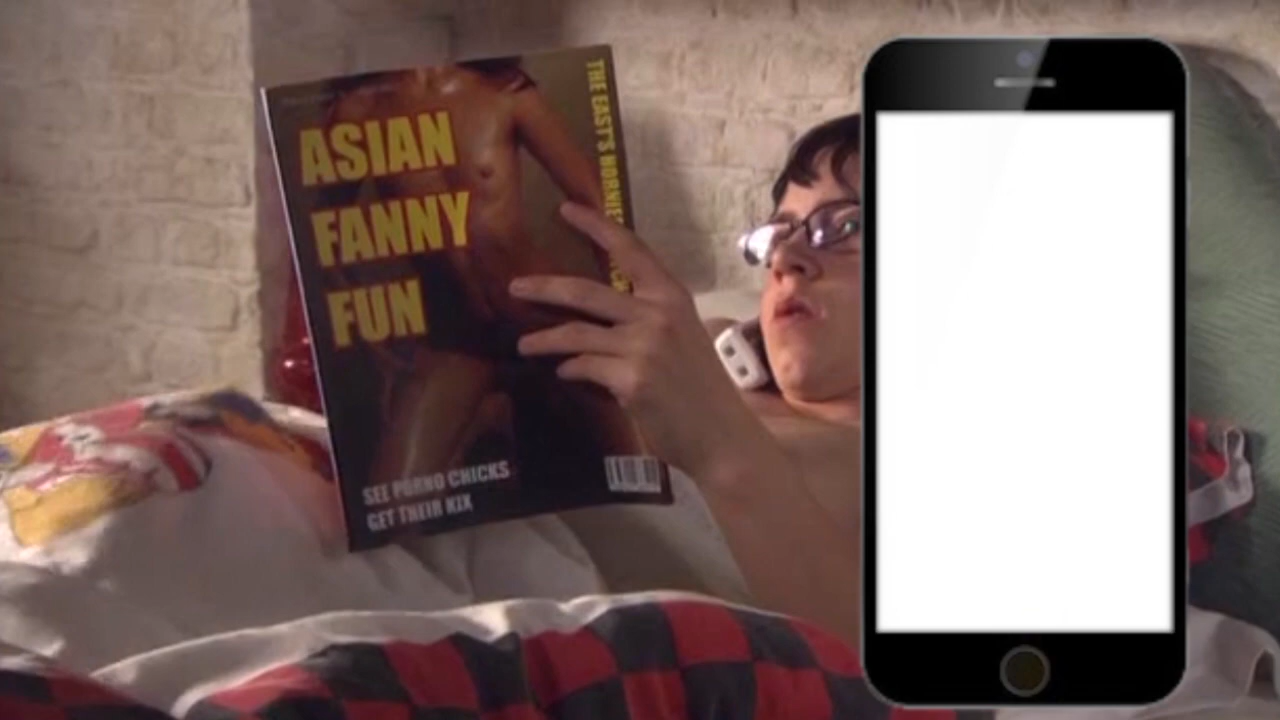 ASIAN
FANNY
FUN
THE EAST'S
SEE PORNO CHICKS
GET THEIR KIX